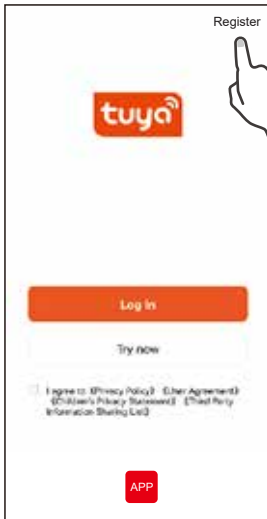 Register
tuya
Log in
Try now
I agree to 《Privacy Policy》 《User Agreement》
《Children's Privacy Statement》 《Third Party
Information Sharing List》
APP